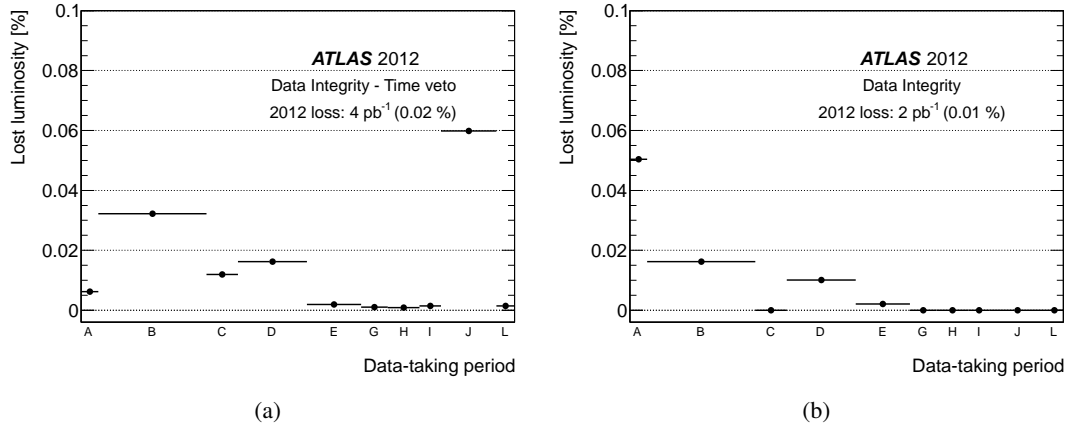 Lost luminosity [%]
0.1
0.08
0.06
0.04
0.02
0
ATLAS 2012
Data Integrity - Time veto
2012 loss: 4 pb⁻¹ (0.02 %)
A B C D E G H I J L
Data-taking period
(a)
Lost luminosity [%]
0.1
0.08
0.06
0.04
0.02
0
ATLAS 2012
Data Integrity
2012 loss: 2 pb⁻¹ (0.01 %)
A B C D E G H I J L
Data-taking period
(b)